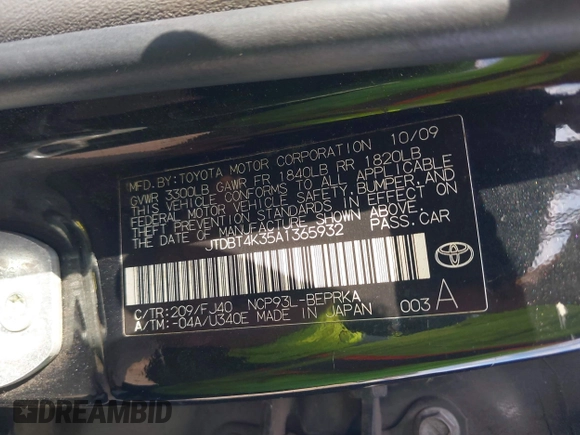 MFD.BY:TOYOTA MOTOR CORPORATION 10/09
GVWR 3300LB GAWR FR 1840LB RR 1820LB
THIS VEHICLE CONFORMS TO ALL APPLICABLE
FEDERAL MOTOR VEHICLE SAFETY,BUMPER,AND
THEFT PREVENTION STANDARDS IN EFFECT ON
THE DATE OF MANUFACTURE SHOWN ABOVE.
JTDBT4K35A1365932 PASS.CAR
C/TR:209/FJ40 NCP93L-BEPRKA
A/TM:-04A/U340E MADE IN JAPAN 003 A
DREAMBID